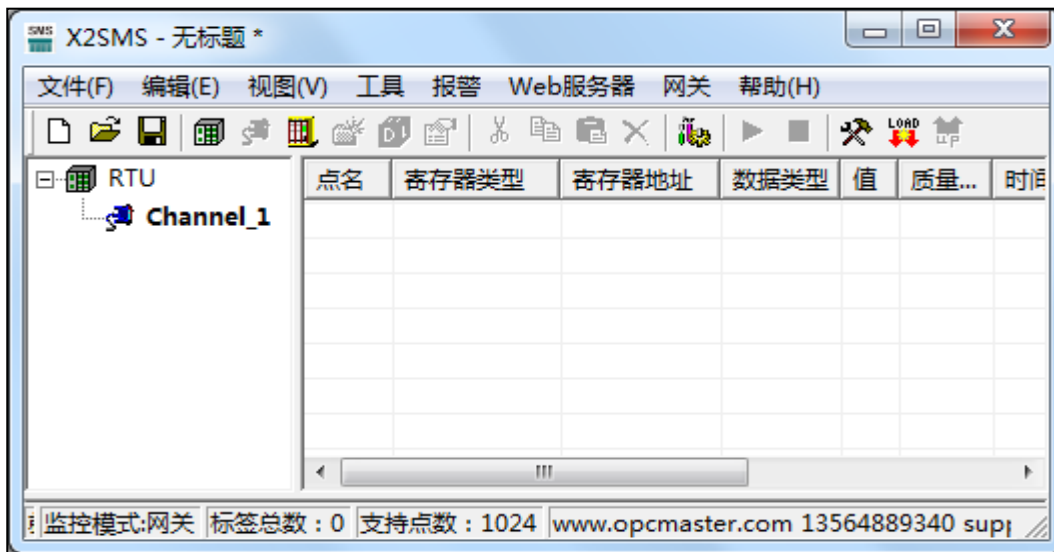 SMS X2SMS - 无标题 *
文件(F) 编辑(E) 视图(V) 工具 报警 Web服务器 网关 帮助(H)
LOAD UP
RTU 点名 寄存器类型 寄存器地址 数据类型 值 质量... 时间
Channel_1
监控模式:网关 标签总数：0 支持点数：1024 www.opcmaster.com 13564889340